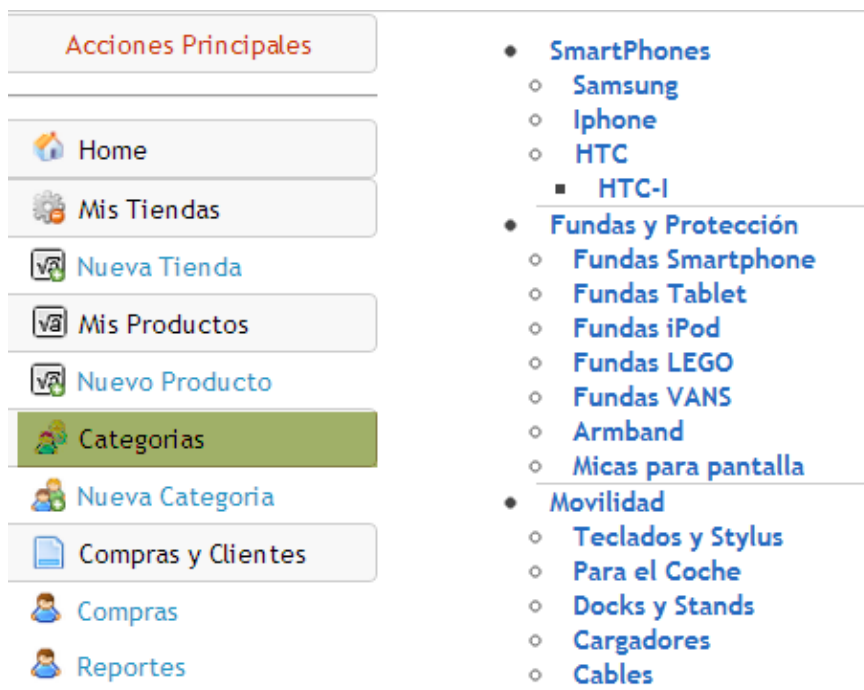 Acciones Principales
Home
Mis Tiendas
Nueva Tienda
Mis Productos
Nuevo Producto
Categorias
Nueva Categoria
Compras y Clientes
Compras
Reportes
SmartPhones
Samsung
Iphone
HTC
HTC-I
Fundas y Protección
Fundas Smartphone
Fundas Tablet
Fundas iPod
Fundas LEGO
Fundas VANS
Armband
Micas para pantalla
Movilidad
Teclados y Stylus
Para el Coche
Docks y Stands
Cargadores
Cables